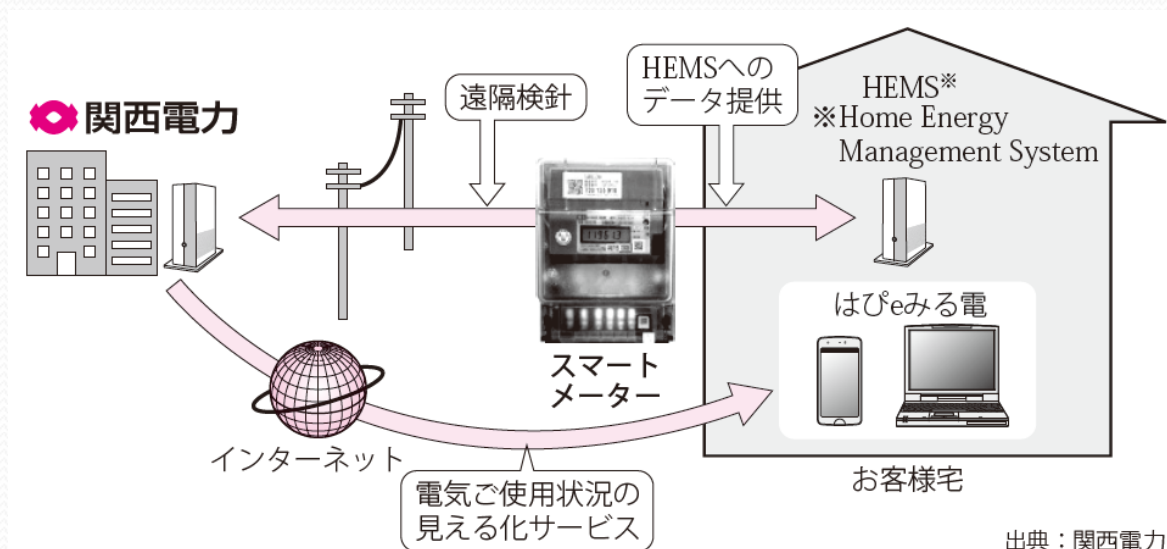 関西電力
遠隔検針
HEMSへの
データ提供
HEMS※
※Home Energy
Management System
スマート
メーター
はぴeみる電
インターネット
電気ご使用状況の
見える化サービス
お客様宅
出典：関西電力